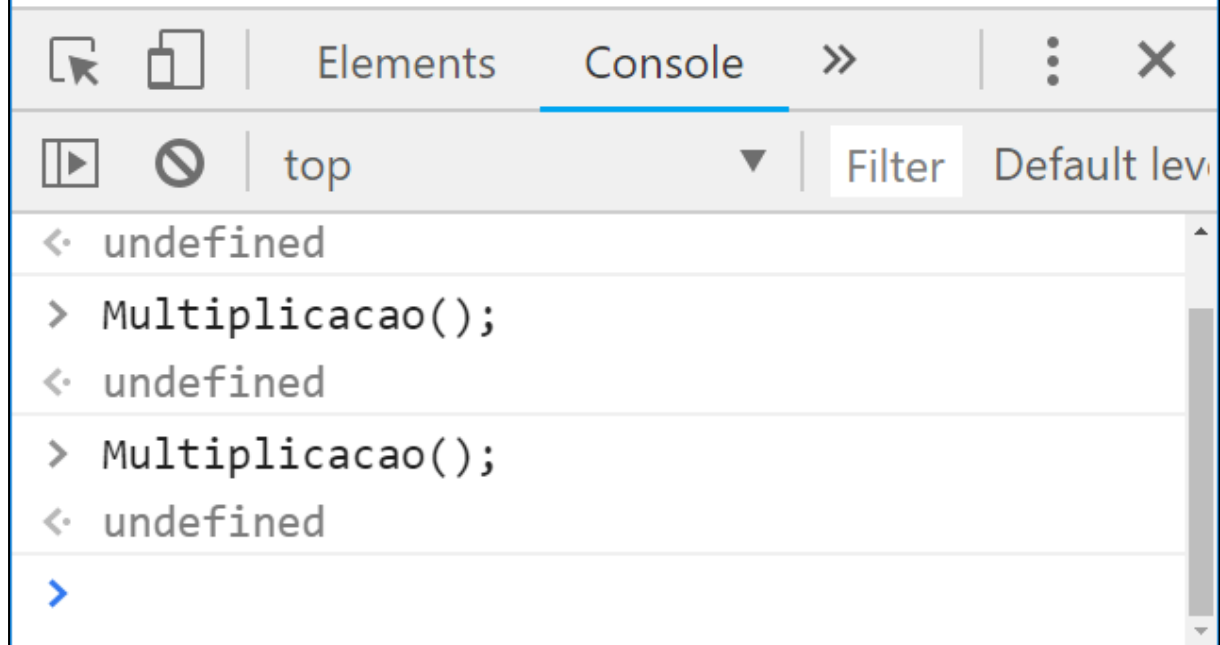 Elements Console
top Filter Default lev
undefined
Multiplicacao();
undefined
Multiplicacao();
undefined